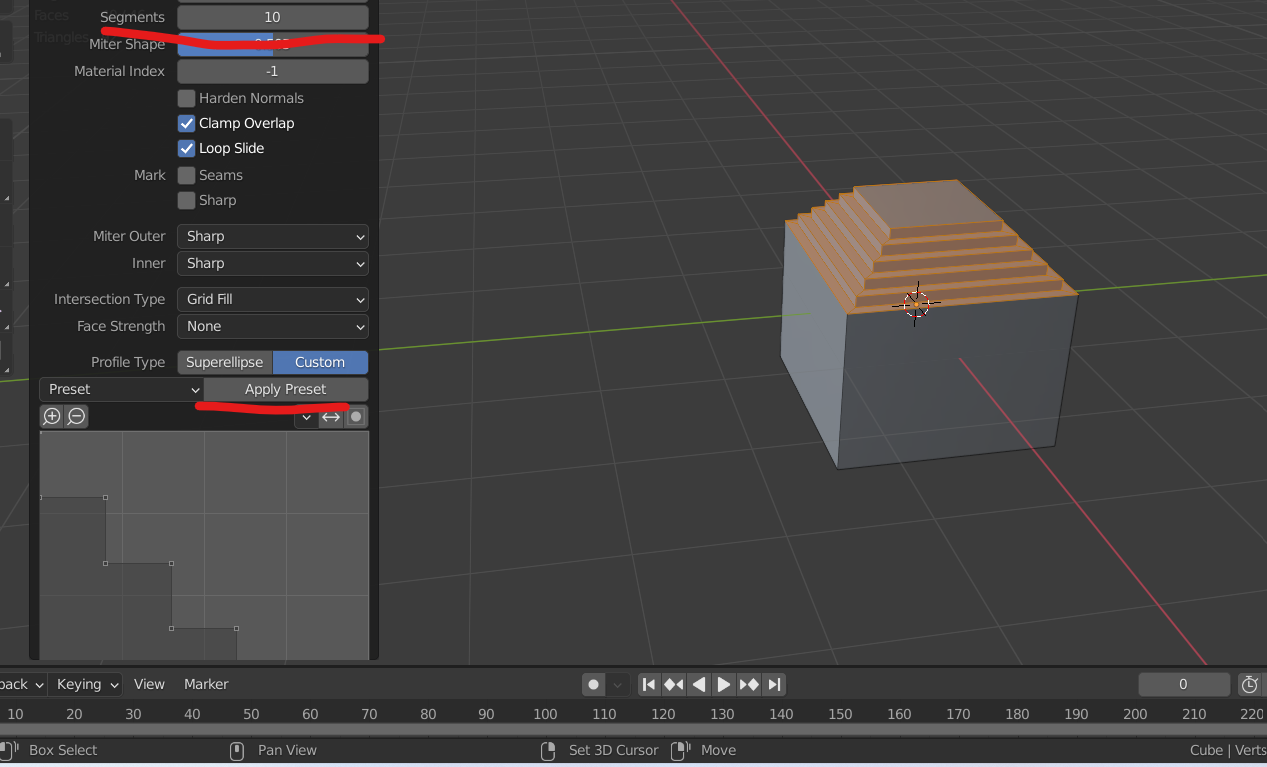 Faces
Segments 10
Triangles
Miter Shape
Material Index -1
Harden Normals
Clamp Overlap
Loop Slide
Mark Seams
Sharp
Miter Outer Sharp
Inner Sharp
Intersection Type Grid Fill
Face Strength None
Profile Type Superellipse Custom
Preset Apply Preset
back Keying View Marker 0
10 20 30 40 50 60 70 80 90 100 110 120 130 140 150 160 170 180 190 200 210 220
Box Select Pan View Set 3D Cursor Move Cube | Verts